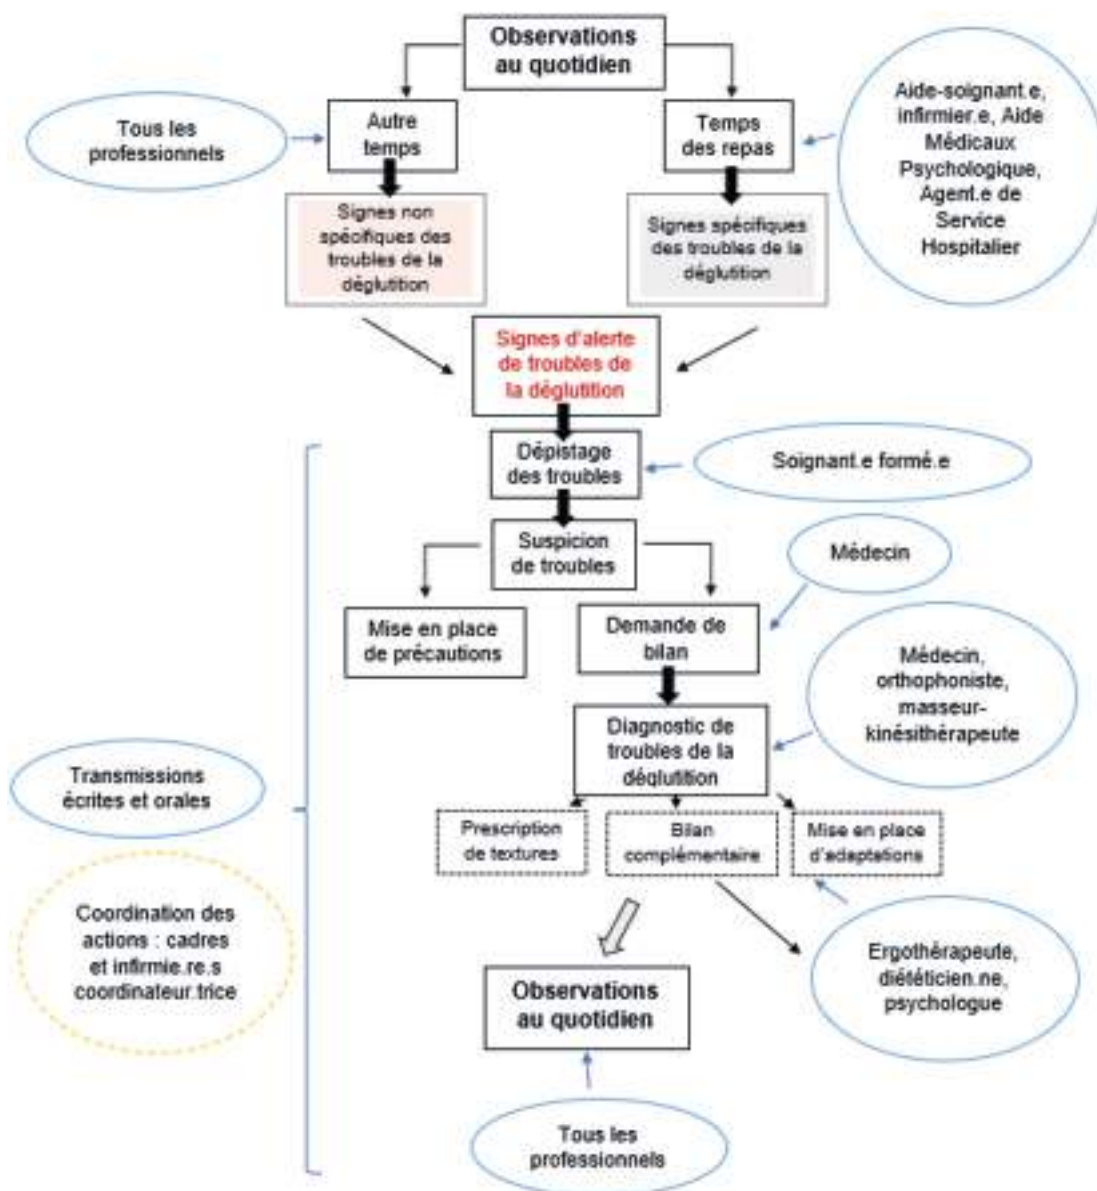 Observations
au quotidien
Tous les
professionnels
Autre
temps
Temps
des repas
Aide-soignant.e,
infirmier.e, Aide
Médicaux
Psychologique,
Agent.e de
Service
Hospitalier
Signes non
spécifiques des
troubles de la
déglutition
Signes spécifiques
des troubles de la
déglutition
Signes d'alerte
de troubles de
la déglutition
Dépistage
des troubles
Soignant.e formé.e
Suspicion
de troubles
Médecin
Mise en place
de précautions
Demande de
bilan
Médecin,
orthophoniste,
masseur-
kinésithérapeute
Diagnostic de
troubles de la
déglutition
Transmissions
écrites et orales
Prescription
de textures
Bilan
complémentaire
Mise en place
d'adaptations
Coordination des
actions : cadres
et infirmie.re.s
coordinateur.trice
Ergothérapeute,
diététicien.ne,
psychologue
Observations
au quotidien
Tous les
professionnels